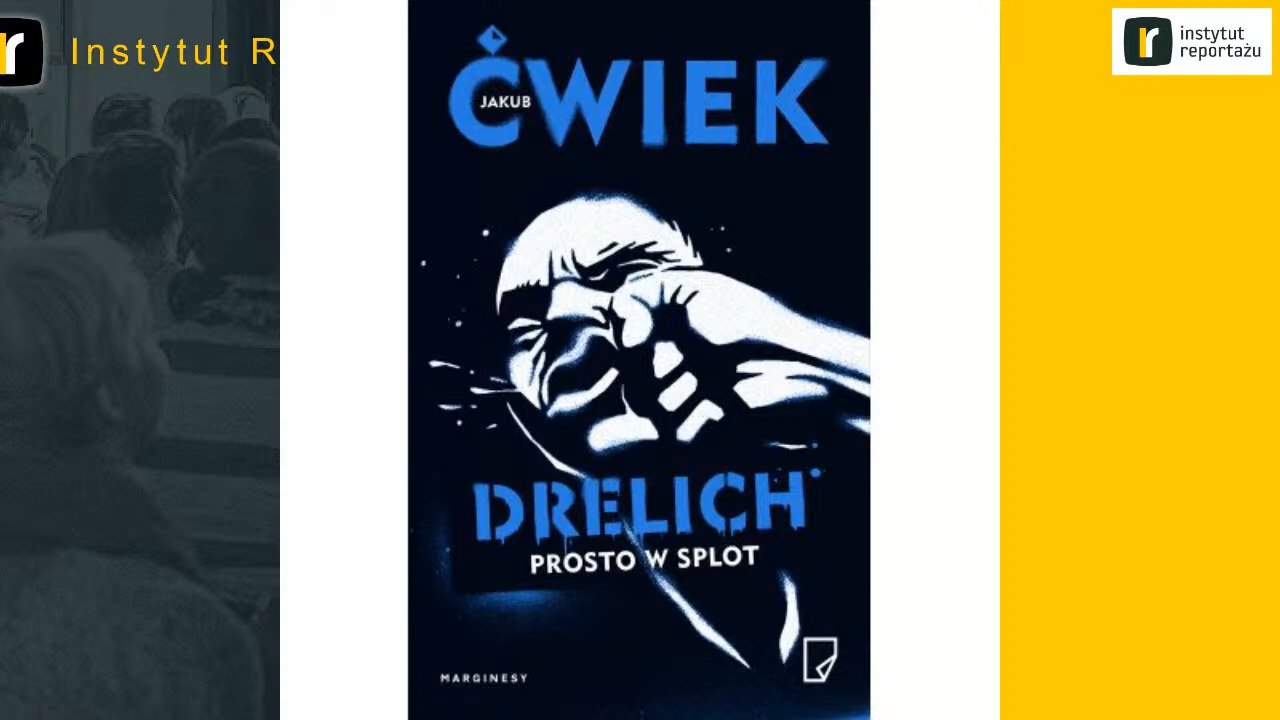 r Instytut R
instytut
reportażu
ĆWIEK
JAKUB
DRELICH
PROSTO W SPLOT
MARGINESY